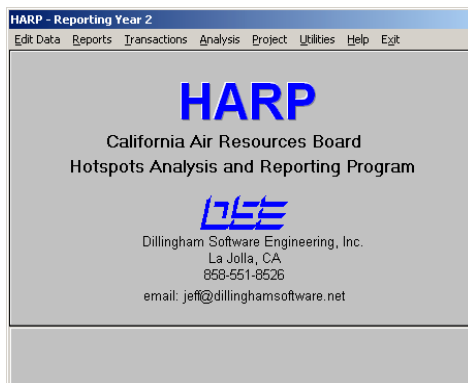 HARP - Reporting Year 2
Edit Data Reports Transactions Analysis Project Utilities Help Exit
HARP
California Air Resources Board
Hotspots Analysis and Reporting Program
DSE
Dillingham Software Engineering, Inc.
La Jolla, CA
858-551-8526
email: jeff@dillinghamsoftware.net